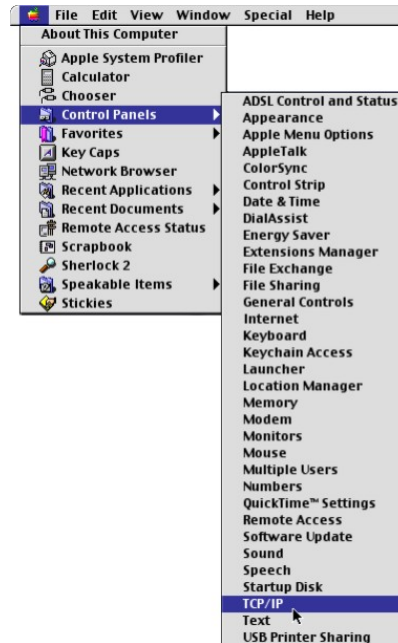 File Edit View Window Special Help
About This Computer
Apple System Profiler
Calculator
Chooser
Control Panels
Favorites
Key Caps
Network Browser
Recent Applications
Recent Documents
Remote Access Status
Scrapbook
Sherlock 2
Speakable Items
Stickies
ADSL Control and Status
Appearance
Apple Menu Options
AppleTalk
ColorSync
Control Strip
Date & Time
DialAssist
Energy Saver
Extensions Manager
File Exchange
File Sharing
General Controls
Internet
Keyboard
Keychain Access
Launcher
Location Manager
Memory
Modem
Monitors
Mouse
Multiple Users
Numbers
QuickTime™ Settings
Remote Access
Software Update
Sound
Speech
Startup Disk
TCP/IP
Text
USB Printer Sharing